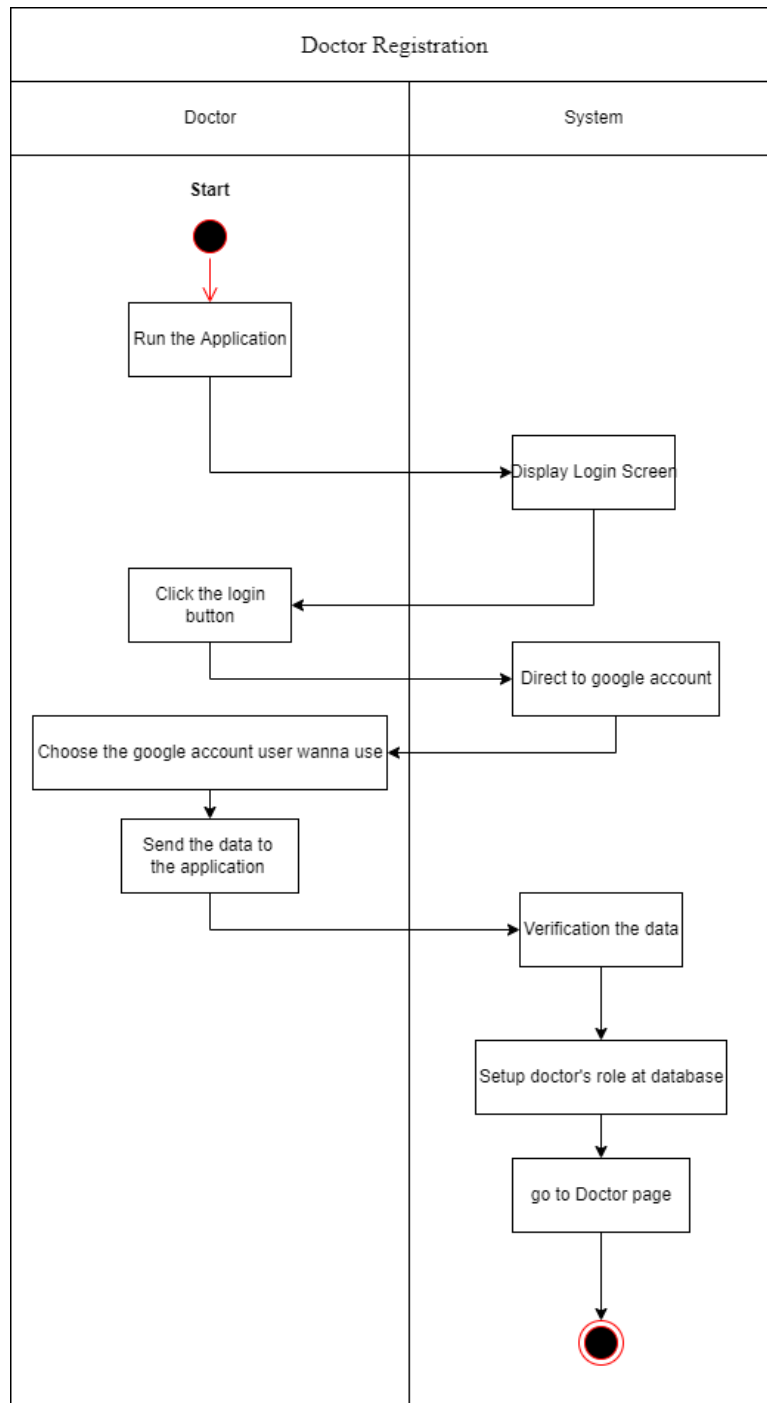 Doctor Registration
Doctor
System
Start
Run the Application
Display Login Screen
Click the login
button
Direct to google account
Choose the google account user wanna use
Send the data to
the application
Verification the data
Setup doctor's role at database
go to Doctor page